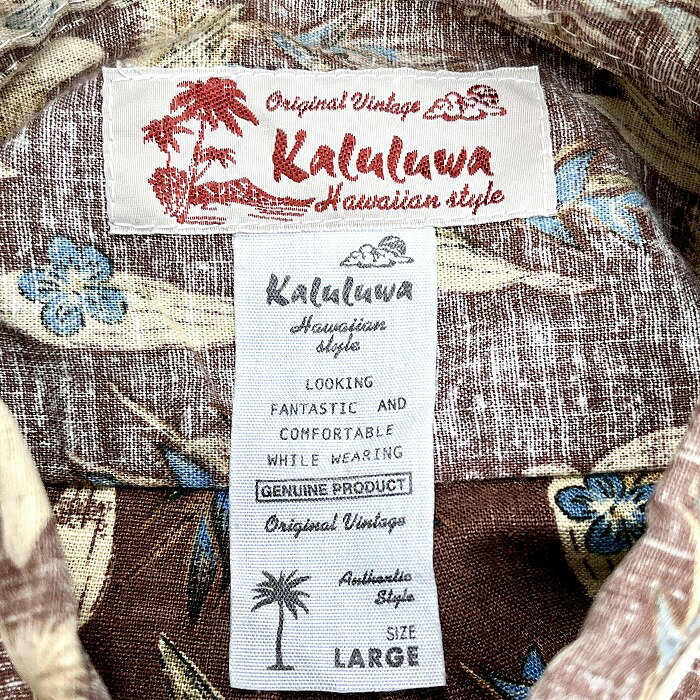 Original Vintage
Kaluluwa
Hawaiian style
Kaluluwa
Hawaiian
style
LOOKING
FANTASTIC AND
COMFORTABLE
WHILE WEARING
GENUINE PRODUCT
Original Vintage
Authentic
Style
SIZE
LARGE